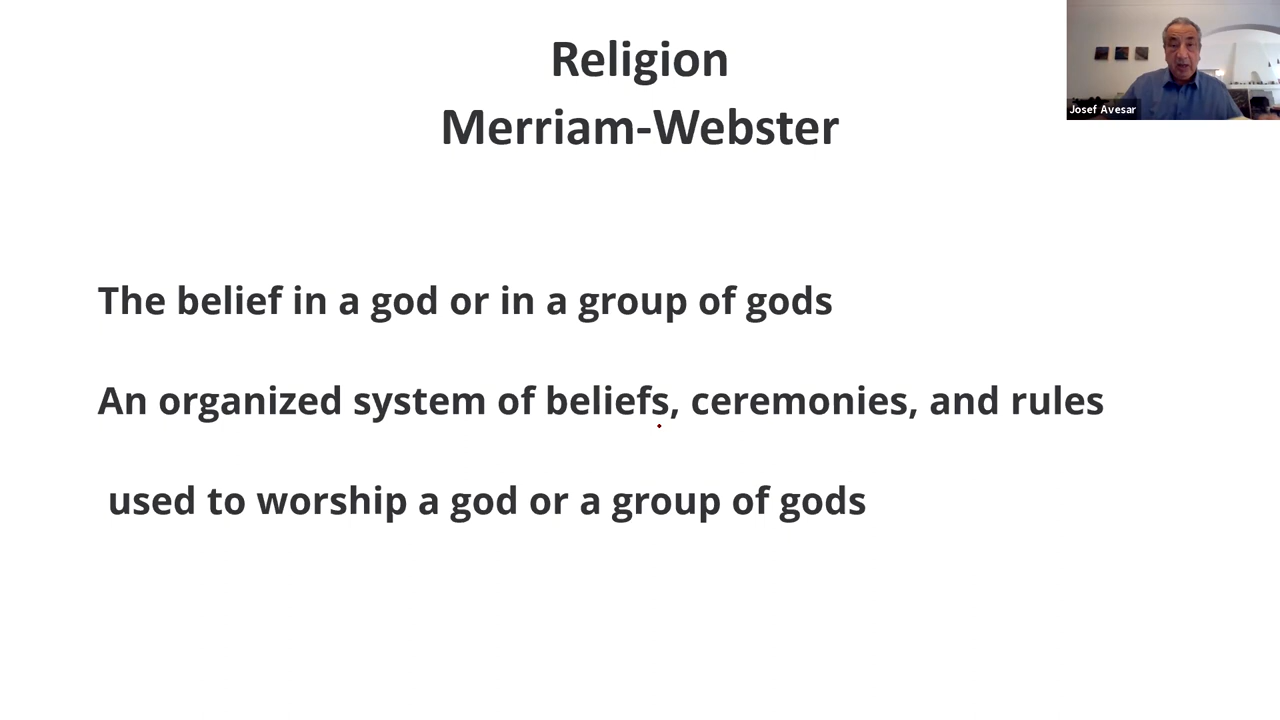 Religion
Merriam-Webster
Josef Avesar
The belief in a god or in a group of gods
An organized system of beliefs, ceremonies, and rules
used to worship a god or a group of gods